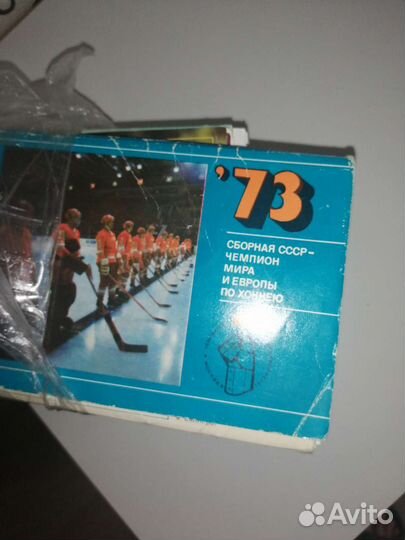 '73
СБОРНАЯ СССР -
ЧЕМПИОН
МИРА
И ЕВРОПЫ
ПО ХОККЕЮ
Avito